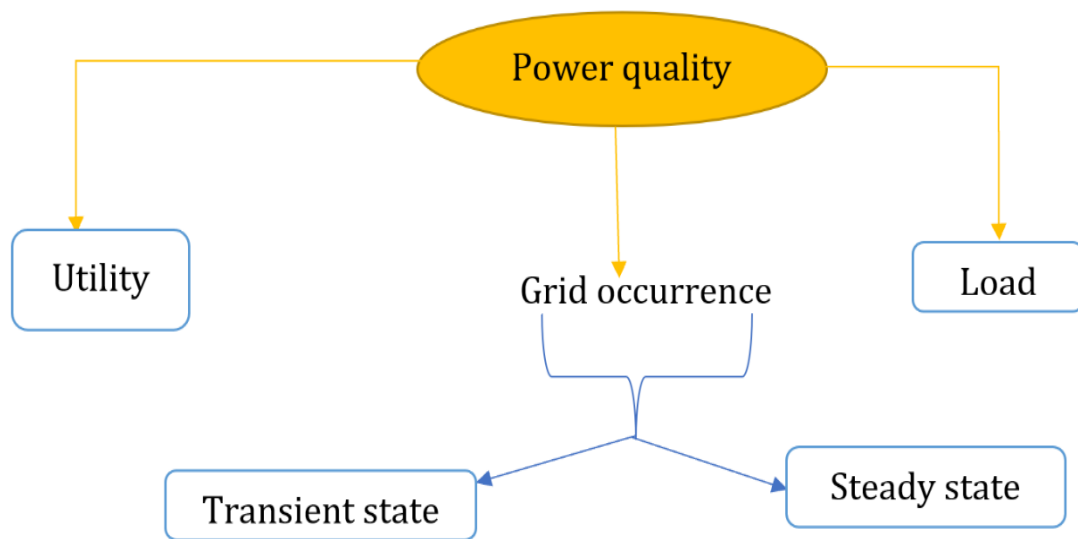 Power quality
Utility
Grid occurrence
Load
Transient state
Steady state